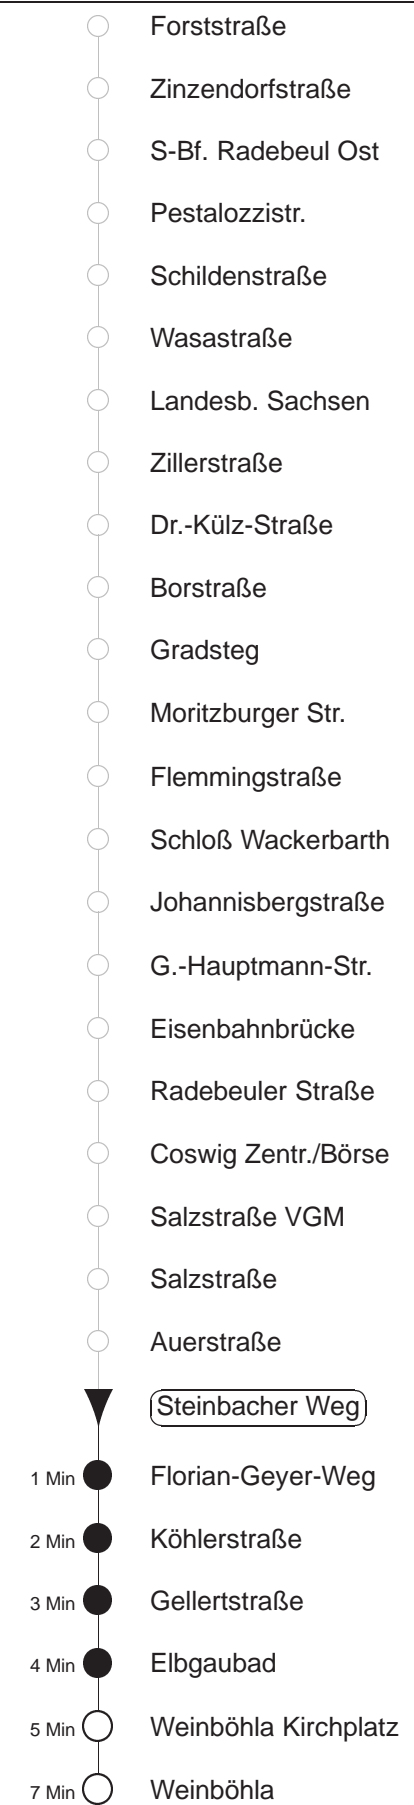 Forststraße
Zinzendorfstraße
S-Bf. Radebeul Ost
Pestalozzistr.
Schildenstraße
Wasastraße
Landesb. Sachsen
Zillerstraße
Dr.-Külz-Straße
Borstraße
Gradsteg
Moritzburger Str.
Flemmingstraße
Schloß Wackerbarth
Johannisbergstraße
G.-Hauptmann-Str.
Eisenbahnbrücke
Radebeuler Straße
Coswig Zentr./Börse
Salzstraße VGM
Salzstraße
Auerstraße
Steinbacher Weg
1 Min Florian-Geyer-Weg
2 Min Köhlerstraße
3 Min Gellertstraße
4 Min Elbgaubad
5 Min Weinböhla Kirchplatz
7 Min Weinböhla